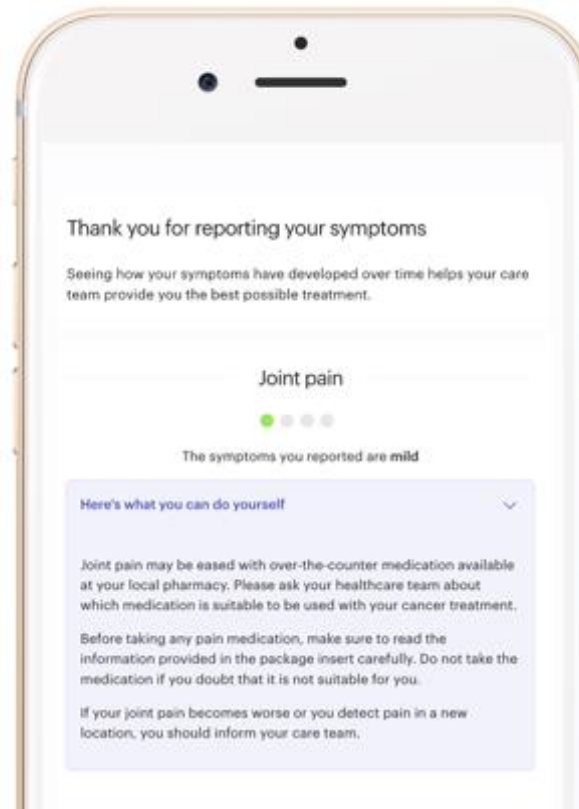 Thank you for reporting your symptoms
Seeing how your symptoms have developed over time helps your care
team provide you the best possible treatment.
Joint pain
The symptoms you reported are mild
Here's what you can do yourself
Joint pain may be eased with over-the-counter medication available
at your local pharmacy. Please ask your healthcare team about
which medication is suitable to be used with your cancer treatment.
Before taking any pain medication, make sure to read the
information provided in the package insert carefully. Do not take the
medication if you doubt that it is not suitable for you.
If your joint pain becomes worse or you detect pain in a new
location, you should inform your care team.